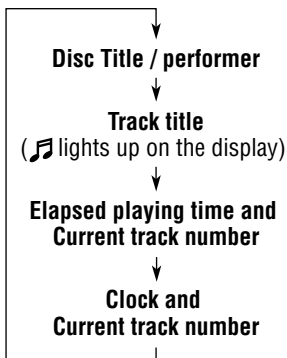 Disc Title / performer
Track title
(♫ lights up on the display)
Elapsed playing time and
Current track number
Clock and
Current track number